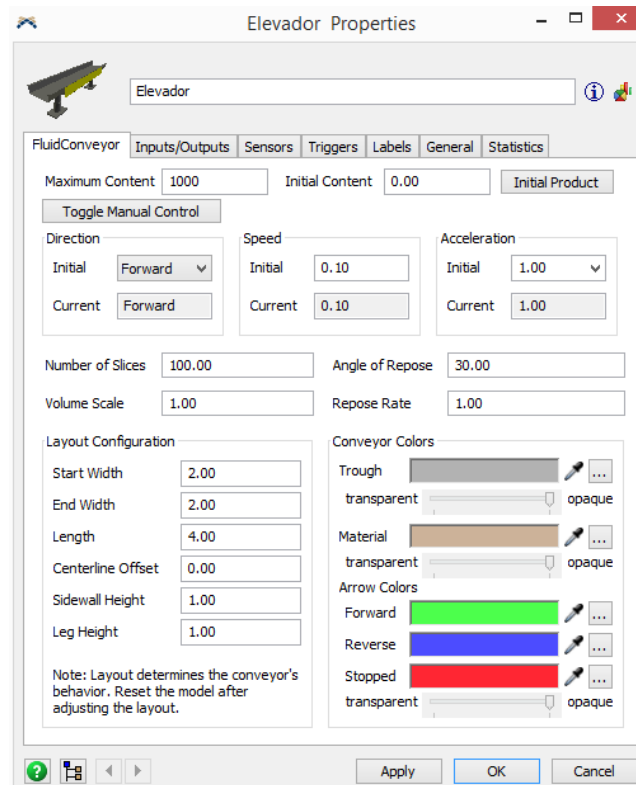 Elevador Properties
Elevador
FluidConveyor Inputs/Outputs Sensors Triggers Labels General Statistics
Maximum Content 1000 Initial Content 0.00 Initial Product
Toggle Manual Control
Direction Speed Acceleration
Initial Forward Initial 0.10 Initial 1.00
Current Forward Current 0.10 Current 1.00
Number of Slices 100.00 Angle of Repose 30.00
Volume Scale 1.00 Repose Rate 1.00
Layout Configuration
Start Width 2.00
End Width 2.00
Length 4.00
Centerline Offset 0.00
Sidewall Height 1.00
Leg Height 1.00
Note: Layout determines the conveyor's
behavior. Reset the model after
adjusting the layout.
Conveyor Colors
Trough ...
transparent opaque
Material ...
transparent opaque
Arrow Colors
Forward ...
Reverse ...
Stopped ...
transparent opaque
Apply OK Cancel